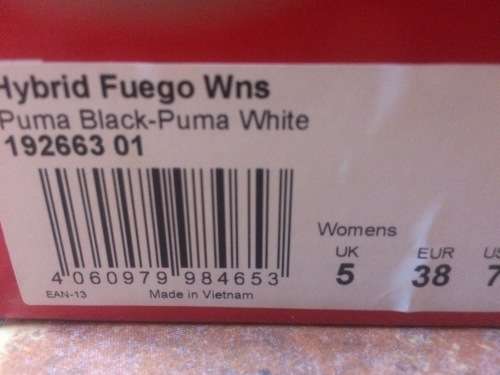 Hybrid Fuego Wns
Puma Black-Puma White
192663 01
Womens
UK EUR US
5 38 7
4 060979 984653
EAN-13 Made in Vietnam